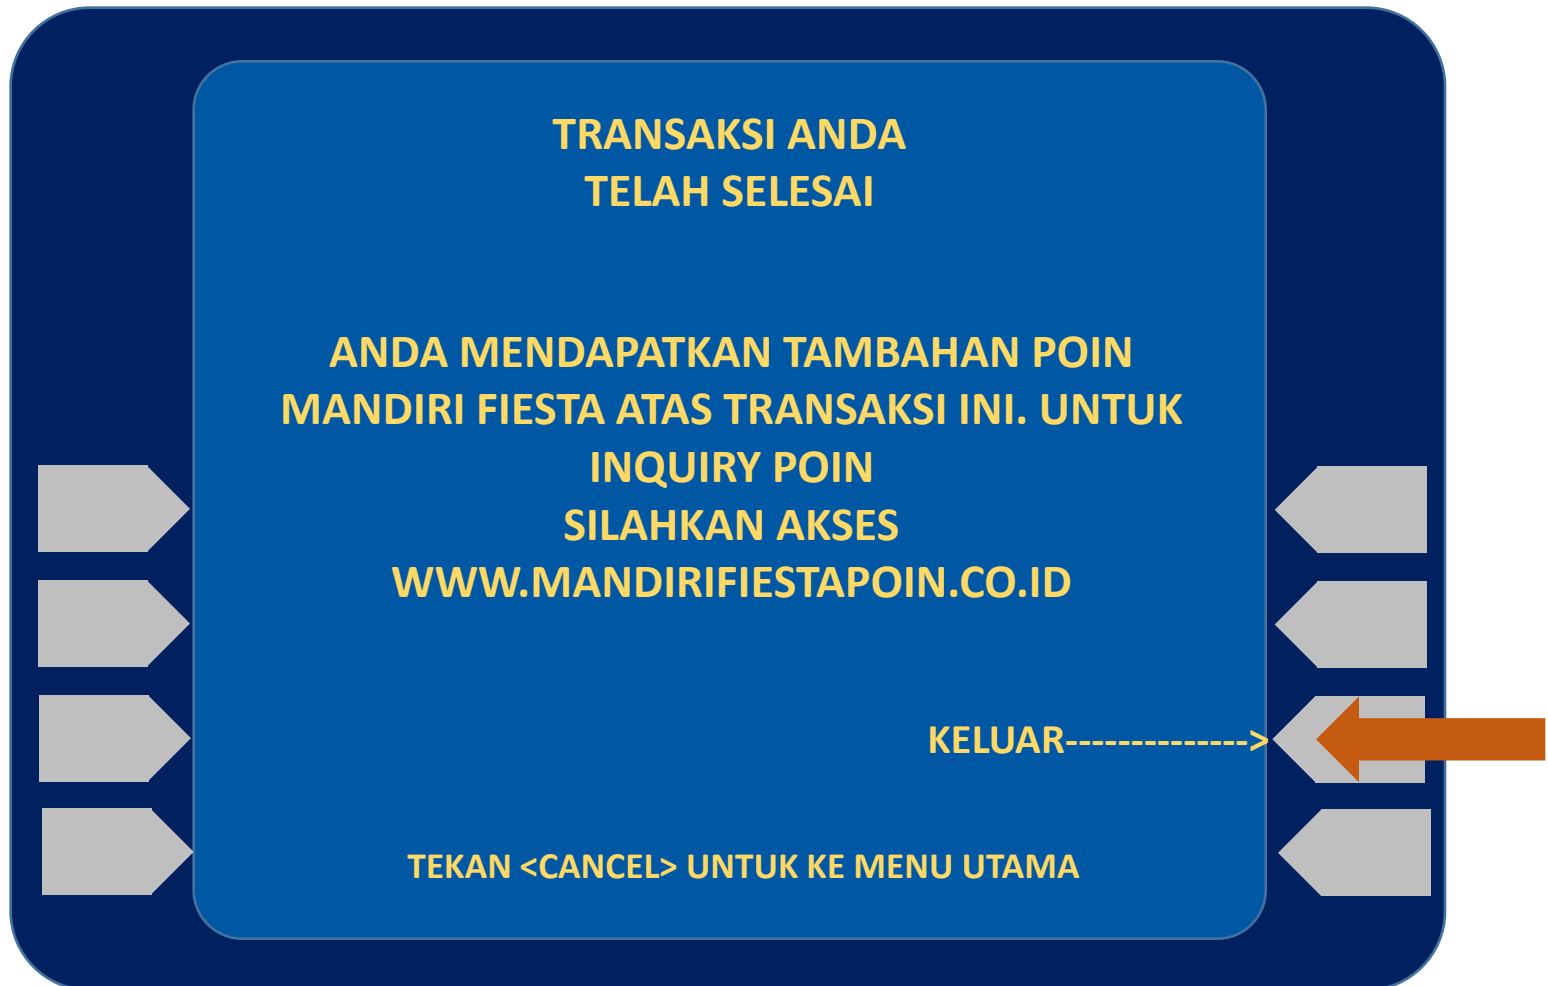 TRANSAKSI ANDA
TELAH SELESAI
ANDA MENDAPATKAN TAMBAHAN POIN
MANDIRI FIESTA ATAS TRANSAKSI INI. UNTUK
INQUIRY POIN
SILAHKAN AKSES
WWW.MANDIRIFIESTAPOIN.CO.ID
KELUAR-------------->
TEKAN <CANCEL> UNTUK KE MENU UTAMA